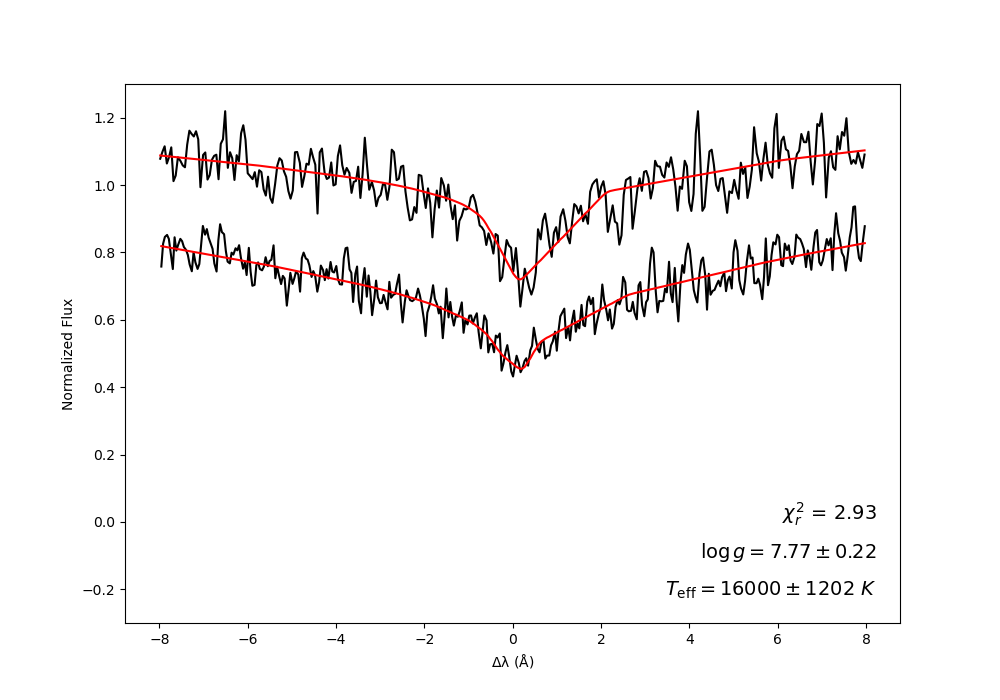 1.2
1.0
0.8
0.6
0.4
0.2
0.0
−0.2
Normalized Flux
χ²ᵣ = 2.93
log g = 7.77 ± 0.22
T_eff = 16000 ± 1202 K
−8 −6 −4 −2 0 2 4 6 8
Δλ (Å)